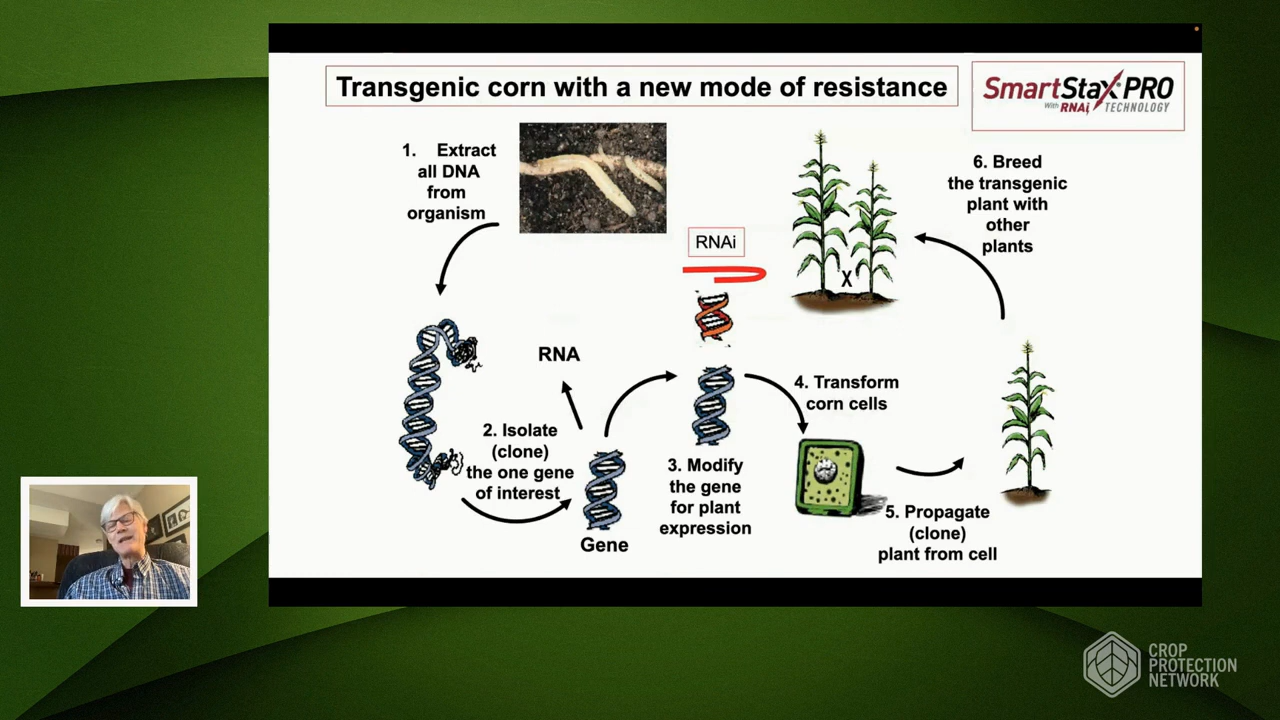 Transgenic corn with a new mode of resistance
SmartStax PRO
With RNAi TECHNOLOGY
1. Extract
all DNA
from
organism
RNAi
6. Breed
the transgenic
plant with
other
plants
X
RNA
2. Isolate
(clone)
the one gene
of interest
Gene
3. Modify
the gene
for plant
expression
4. Transform
corn cells
5. Propagate
(clone)
plant from cell
CROP
PROTECTION
NETWORK